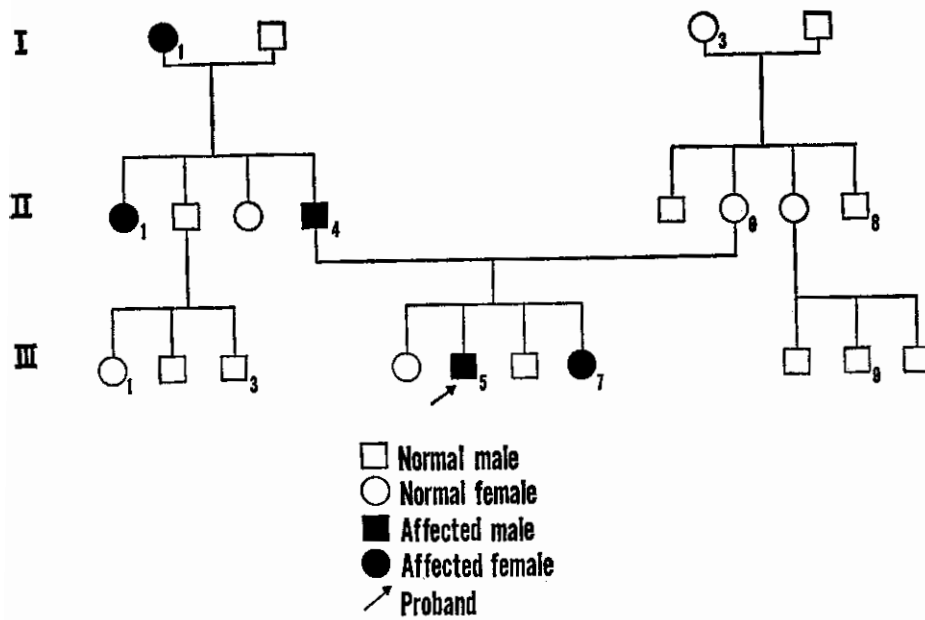 I 1 3
II 1 4 6 8
III 1 3 5 7 9
Normal male
Normal female
Affected male
Affected female
Proband